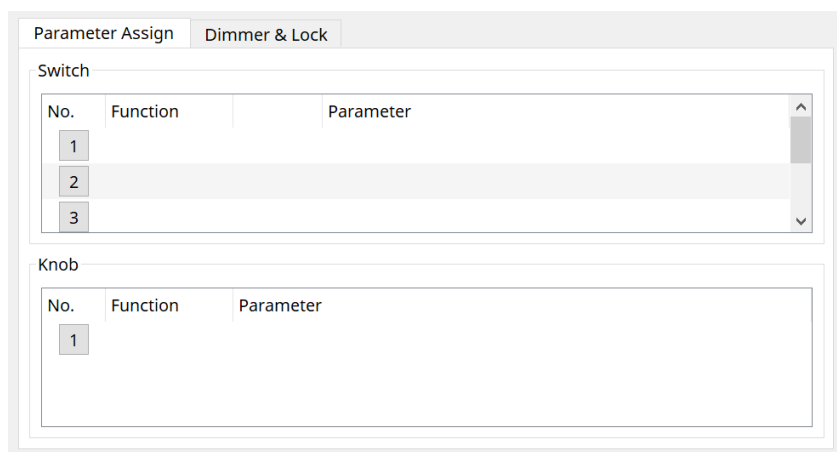 Parameter Assign Dimmer & Lock
Switch
No. Function Parameter
1
2
3
Knob
No. Function Parameter
1